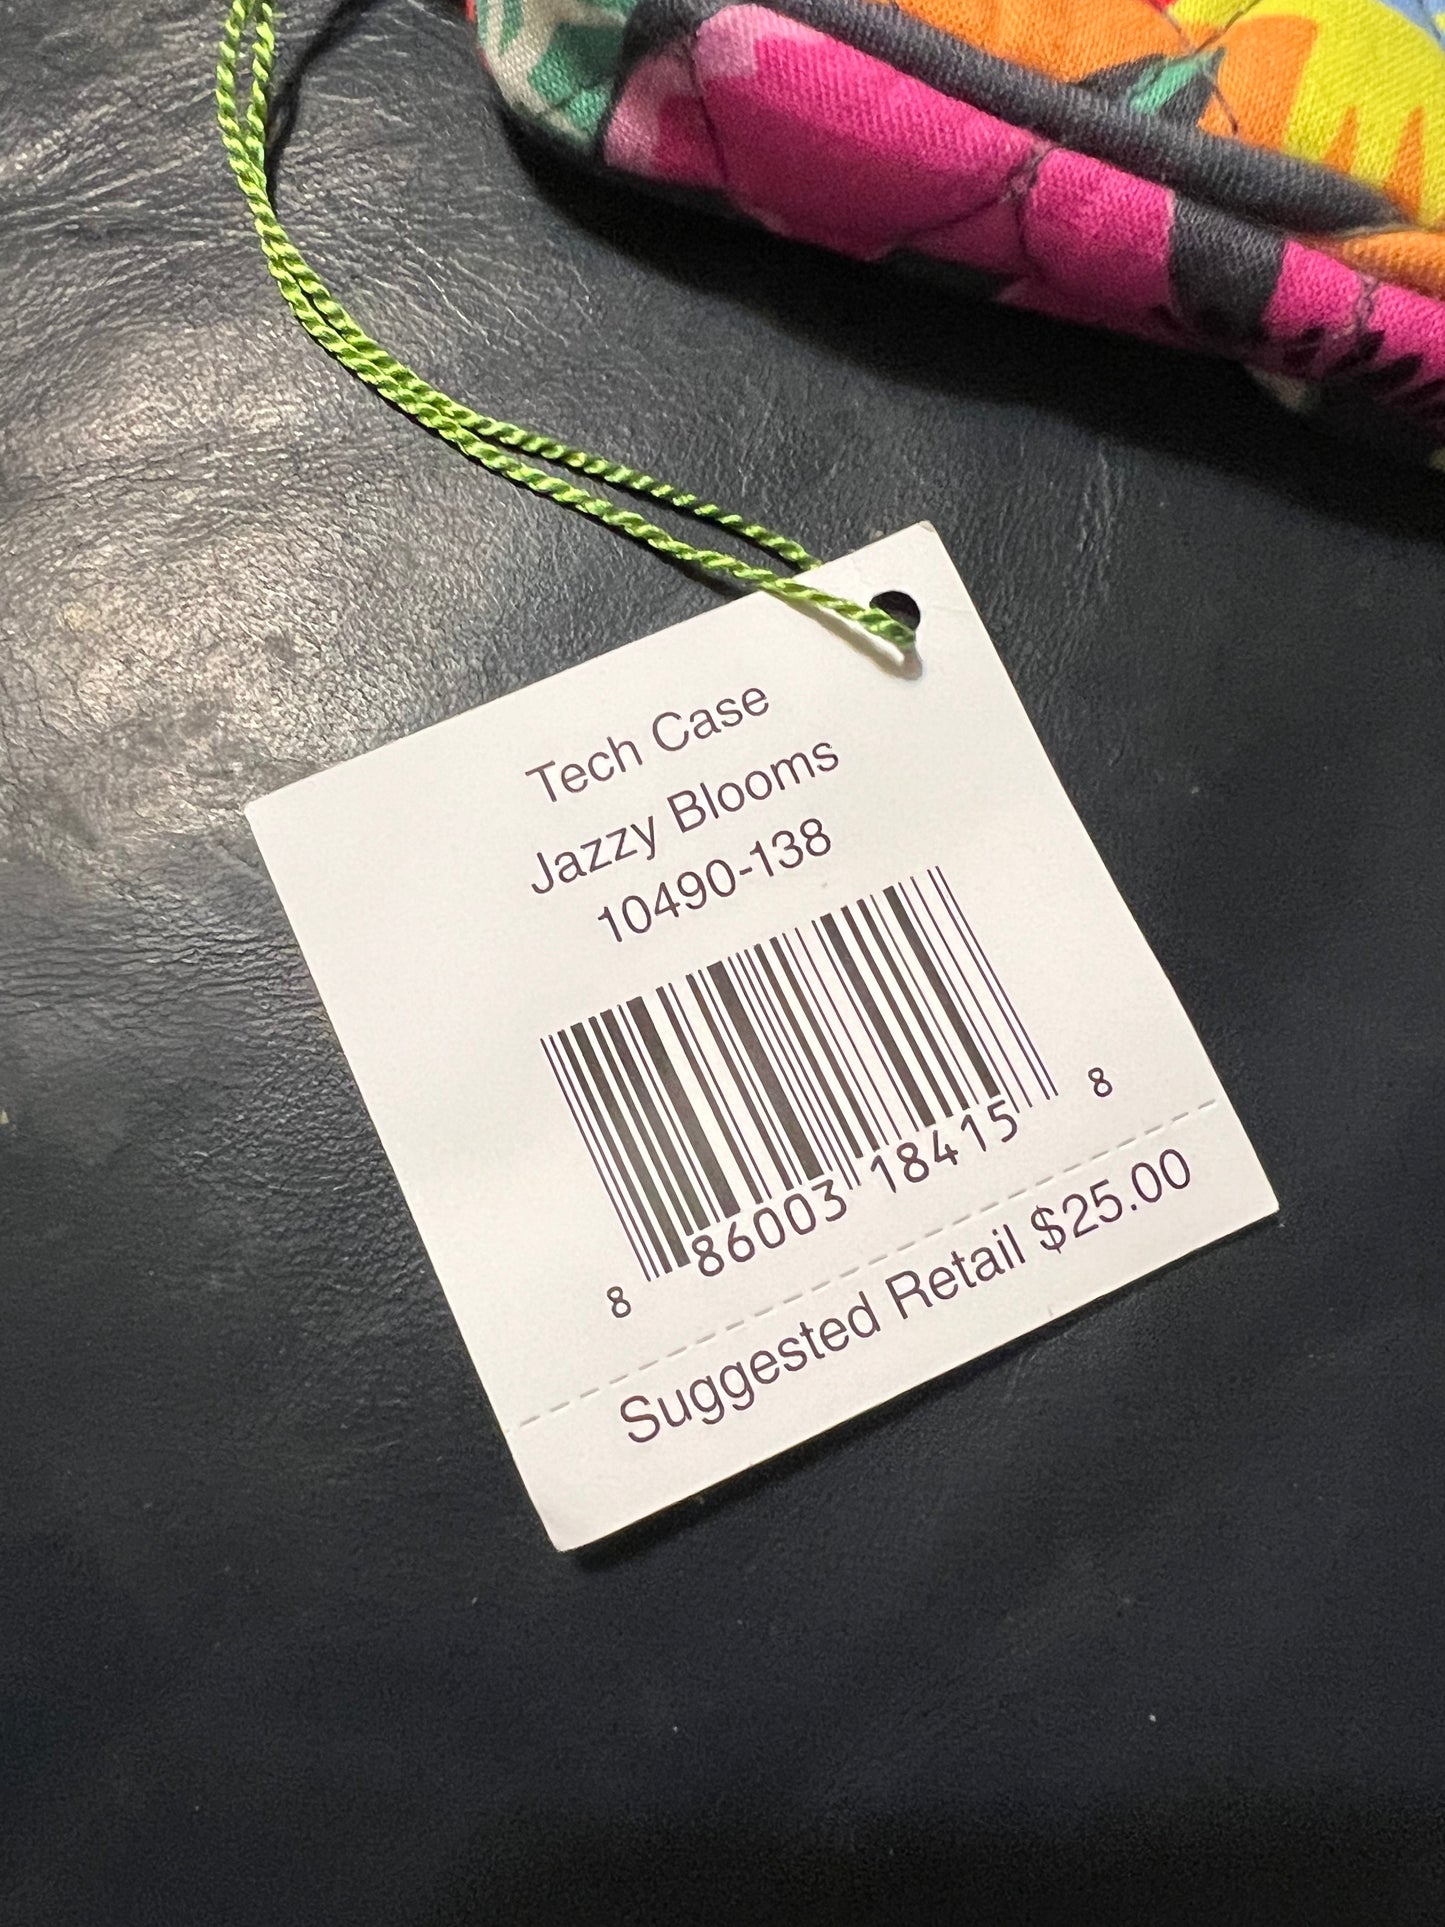 Tech Case
Jazzy Blooms
10490-138
8 86003 18415 8
Suggested Retail $25.00